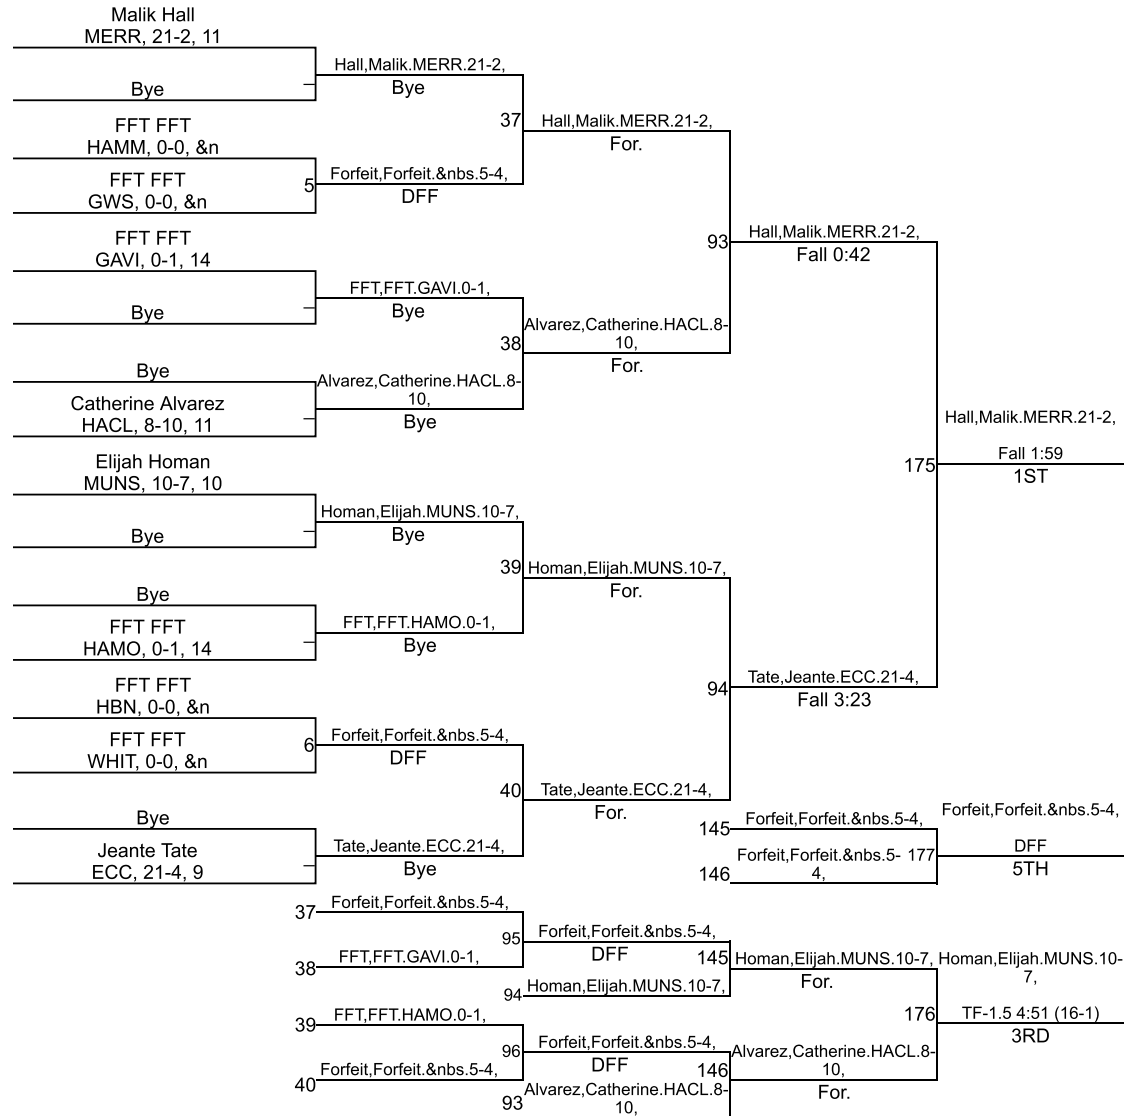 Malik Hall
MERR, 21-2, 11
Bye
FFT FFT
HAMM, 0-0, &n
FFT FFT
GWS, 0-0, &n
FFT FFT
GAVI, 0-1, 14
Bye
Bye
Catherine Alvarez
HACL, 8-10, 11
Elijah Homan
MUNS, 10-7, 10
Bye
Bye
FFT FFT
HAMO, 0-1, 14
FFT FFT
HBN, 0-0, &n
FFT FFT
WHIT, 0-0, &n
Bye
Jeante Tate
ECC, 21-4, 9
Hall,Malik.MERR.21-2,
Bye
5
Forfeit,Forfeit.&nbs.5-4,
DFF
FFT,FFT.GAVI.0-1,
Bye
Alvarez,Catherine.HACL.8-
10,
Bye
Homan,Elijah.MUNS.10-7,
Bye
FFT,FFT.HAMO.0-1,
Bye
6
Forfeit,Forfeit.&nbs.5-4,
DFF
Tate,Jeante.ECC.21-4,
Bye
37
Hall,Malik.MERR.21-2,
For.
38
Alvarez,Catherine.HACL.8-
10,
For.
39
Homan,Elijah.MUNS.10-7,
For.
40
Tate,Jeante.ECC.21-4,
For.
93
Hall,Malik.MERR.21-2,
Fall 0:42
94
Tate,Jeante.ECC.21-4,
Fall 3:23
175
Hall,Malik.MERR.21-2,
Fall 1:59
1ST
145
Forfeit,Forfeit.&nbs.5-4,
146
Forfeit,Forfeit.&nbs.5-
4,
177
Forfeit,Forfeit.&nbs.5-4,
DFF
5TH
37
Forfeit,Forfeit.&nbs.5-4,
38
FFT,FFT.GAVI.0-1,
39
FFT,FFT.HAMO.0-1,
40
Forfeit,Forfeit.&nbs.5-4,
95
Forfeit,Forfeit.&nbs.5-4,
DFF
94
Homan,Elijah.MUNS.10-7,
96
Forfeit,Forfeit.&nbs.5-4,
DFF
93
Alvarez,Catherine.HACL.8-
10,
145
Homan,Elijah.MUNS.10-7,
For.
146
Alvarez,Catherine.HACL.8-
10,
For.
176
Homan,Elijah.MUNS.10-
7,
TF-1.5 4:51 (16-1)
3RD